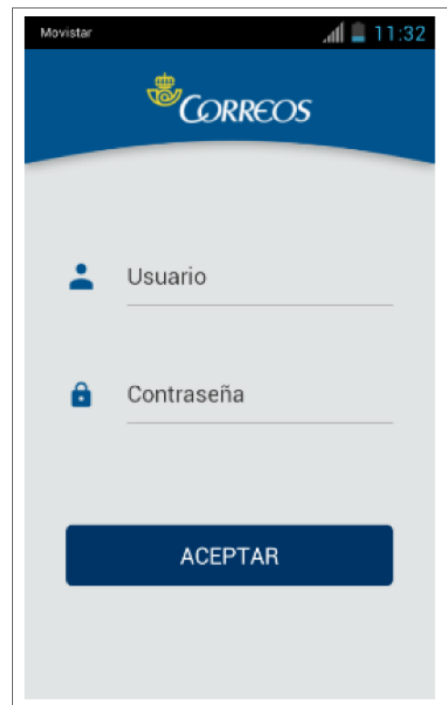 Movistar 11:32
CORREOS
Usuario
Contraseña
ACEPTAR